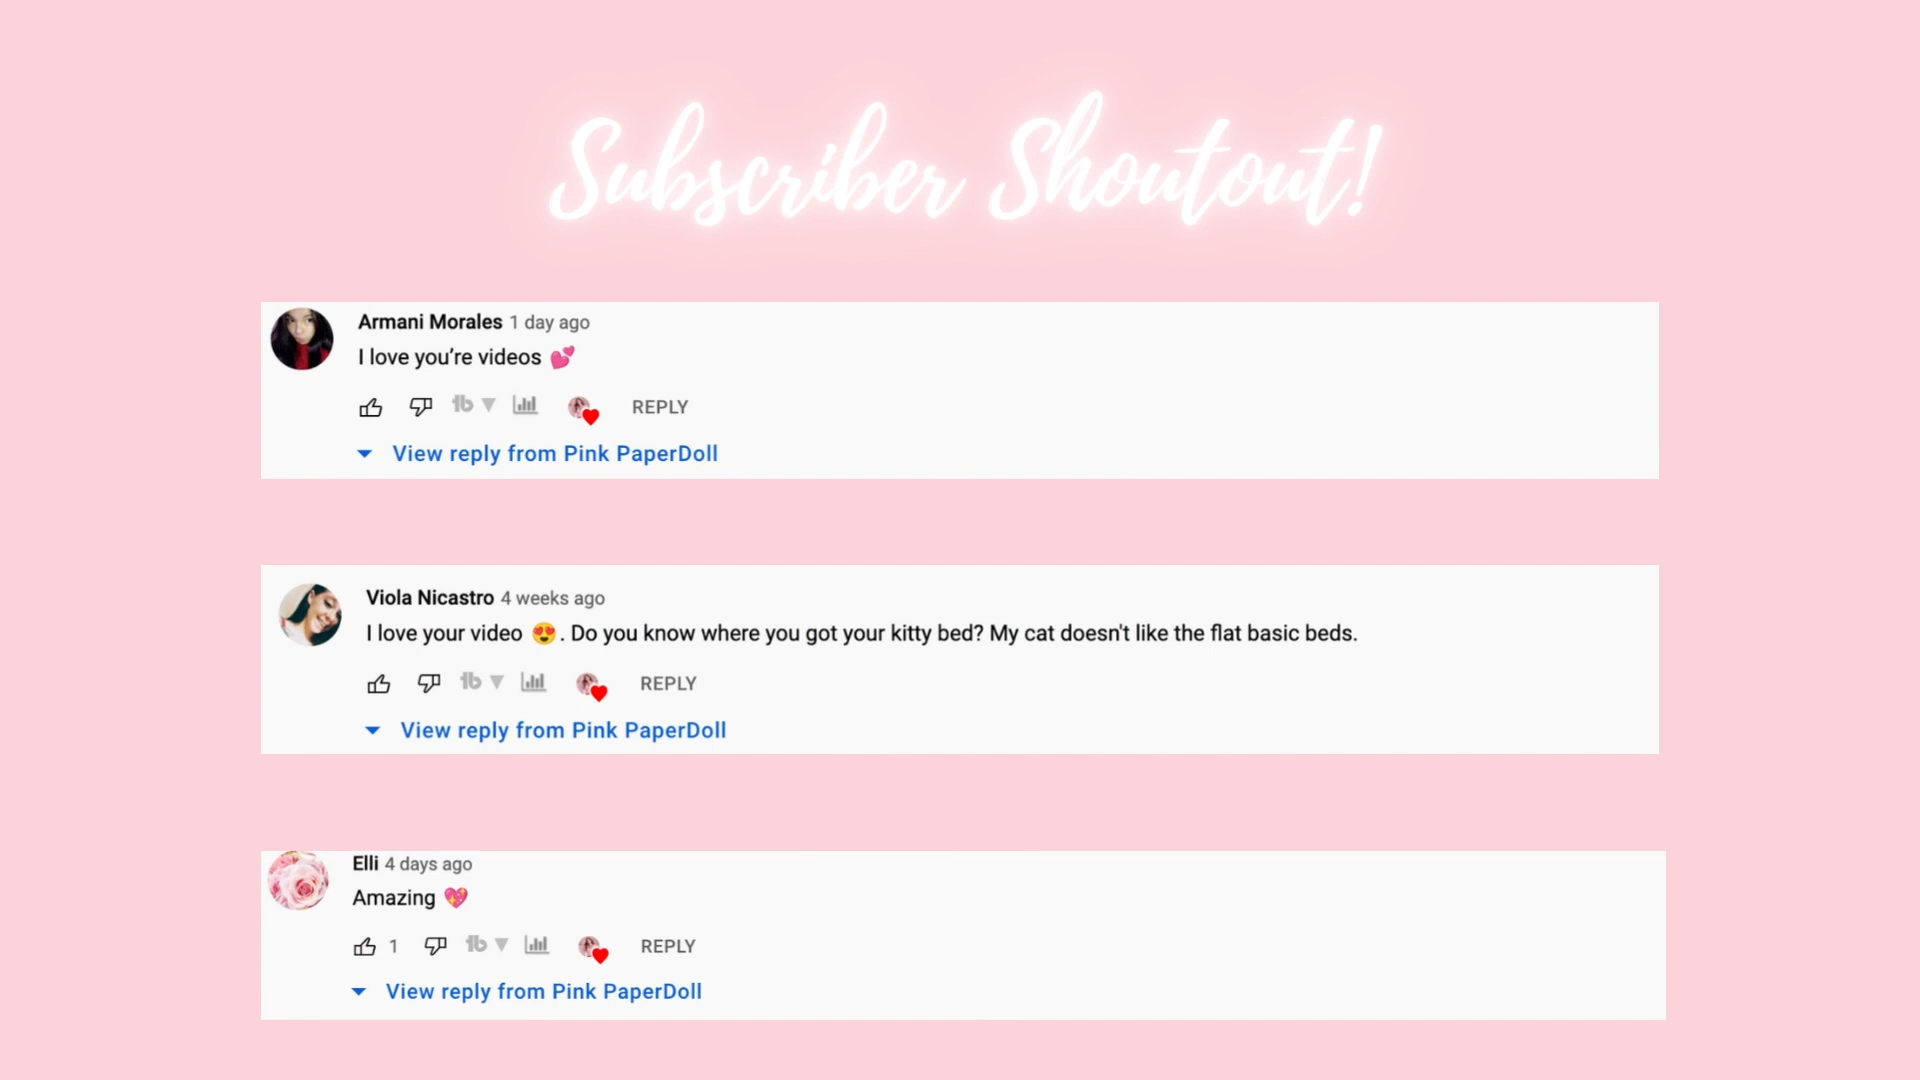 Subscriber Shoutout!
Armani Morales 1 day ago
I love you’re videos 💕
REPLY
View reply from Pink PaperDoll
Viola Nicastro 4 weeks ago
I love your video 😍. Do you know where you got your kitty bed? My cat doesn't like the flat basic beds.
REPLY
View reply from Pink PaperDoll
Elli 4 days ago
Amazing 💖
1 REPLY
View reply from Pink PaperDoll